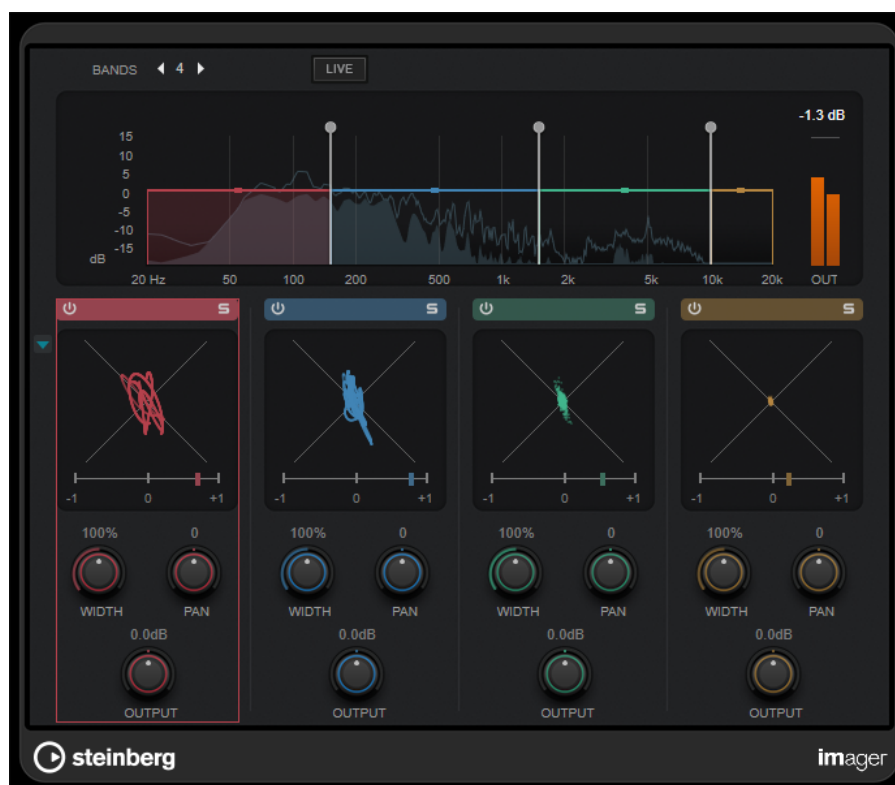 BANDS 4 LIVE
-1.3 dB
15
10
5
0
-5
-10
-15
dB
20 Hz 50 100 200 500 1k 2k 5k 10k 20k OUT
S S S S
-1 0 +1 -1 0 +1 -1 0 +1 -1 0 +1
100% 0 100% 0 100% 0 100% 0
WIDTH PAN WIDTH PAN WIDTH PAN WIDTH PAN
0.0dB 0.0dB 0.0dB 0.0dB
OUTPUT OUTPUT OUTPUT OUTPUT
steinberg imager